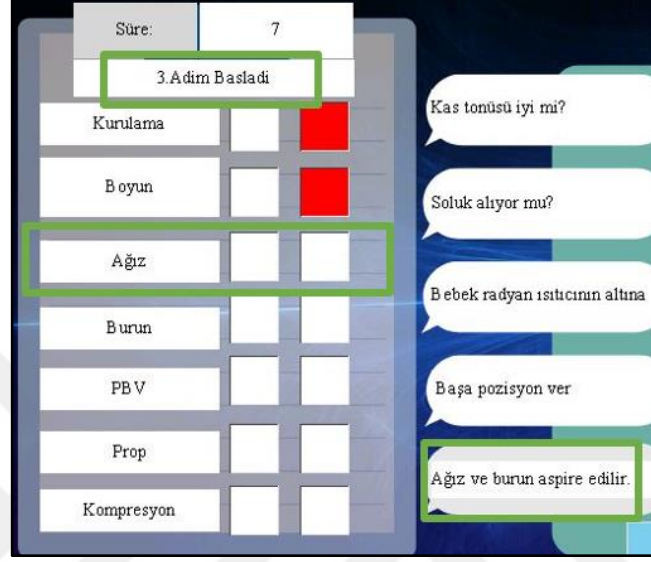 Süre: 7
3.Adim Basladi
Kurulama
Boyun
Ağız
Burun
PBV
Prop
Kompresyon
Kas tonüsü iyi mi?
Soluk alıyor mu?
Bebek radyan ısıtıcının altına
Başa pozisyon ver
Ağız ve burun aspire edilir.